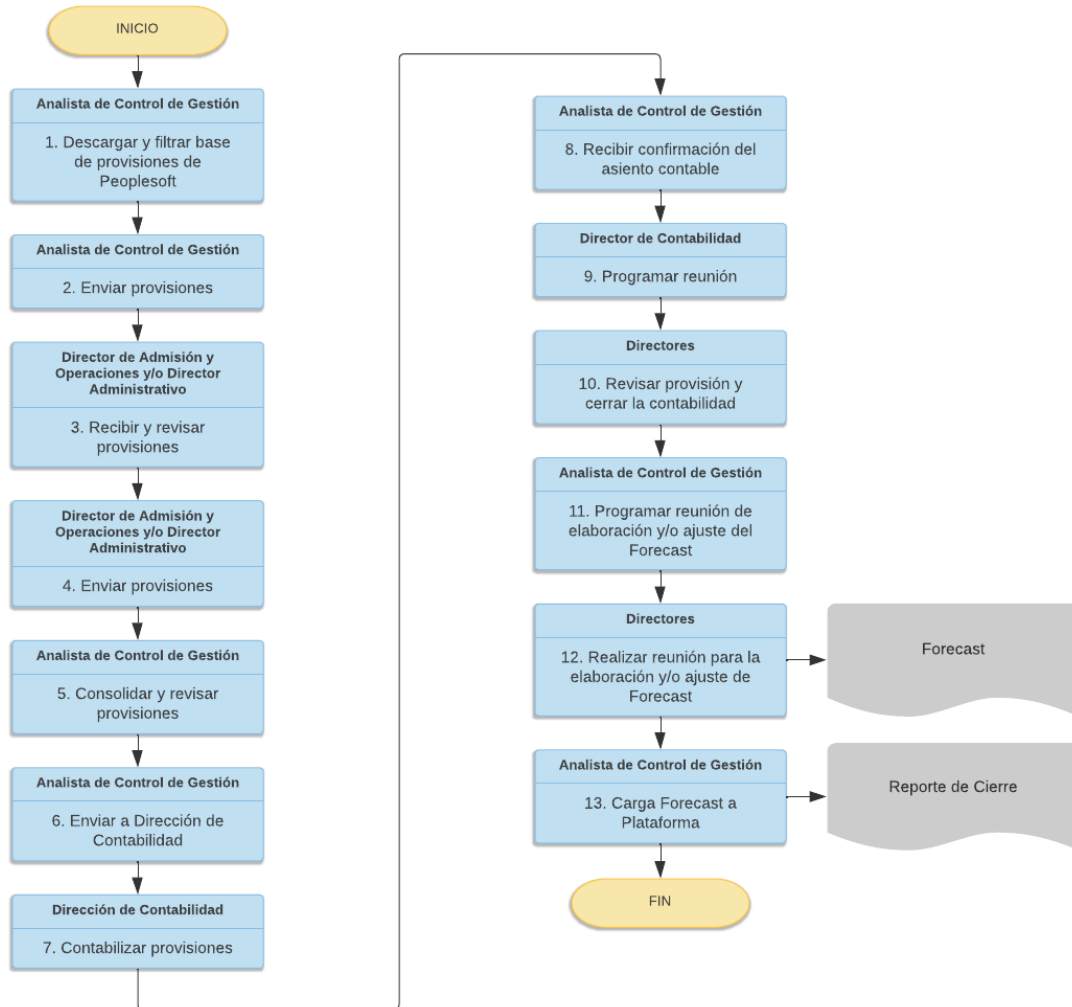 INICIO
Analista de Control de Gestión
1. Descargar y filtrar base
de provisiones de
Peoplesoft
Analista de Control de Gestión
2. Enviar provisiones
Director de Admisión y
Operaciones y/o Director
Administrativo
3. Recibir y revisar
provisiones
Director de Admisión y
Operaciones y/o Director
Administrativo
4. Enviar provisiones
Analista de Control de Gestión
5. Consolidar y revisar
provisiones
Analista de Control de Gestión
6. Enviar a Dirección de
Contabilidad
Dirección de Contabilidad
7. Contabilizar provisiones
Analista de Control de Gestión
8. Recibir confirmación del
asiento contable
Director de Contabilidad
9. Programar reunión
Directores
10. Revisar provisión y
cerrar la contabilidad
Analista de Control de Gestión
11. Programar reunión de
elaboración y/o ajuste del
Forecast
Directores
12. Realizar reunión para la
elaboración y/o ajuste de
Forecast
Forecast
Analista de Control de Gestión
13. Carga Forecast a
Plataforma
Reporte de Cierre
FIN